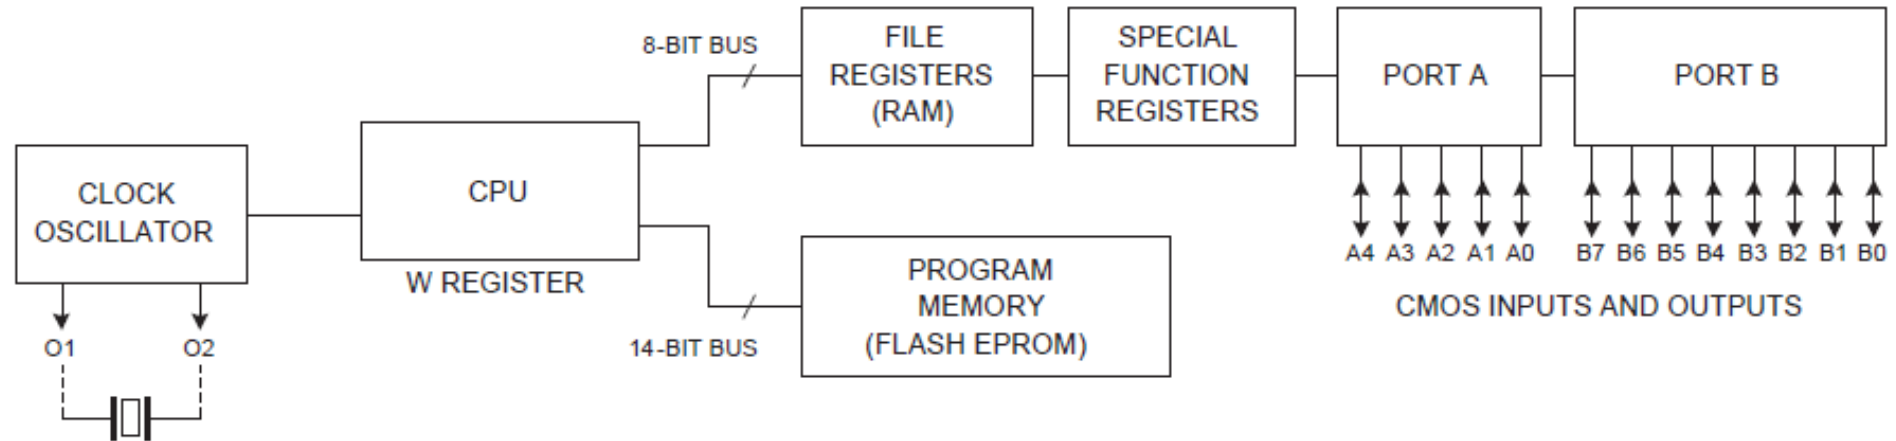 8-BIT BUS
FILE
REGISTERS
(RAM)
SPECIAL
FUNCTION
REGISTERS
PORT A
PORT B
CLOCK
OSCILLATOR
CPU
W REGISTER
A4 A3 A2 A1 A0
B7 B6 B5 B4 B3 B2 B1 B0
CMOS INPUTS AND OUTPUTS
PROGRAM
MEMORY
(FLASH EPROM)
14-BIT BUS
O1
O2